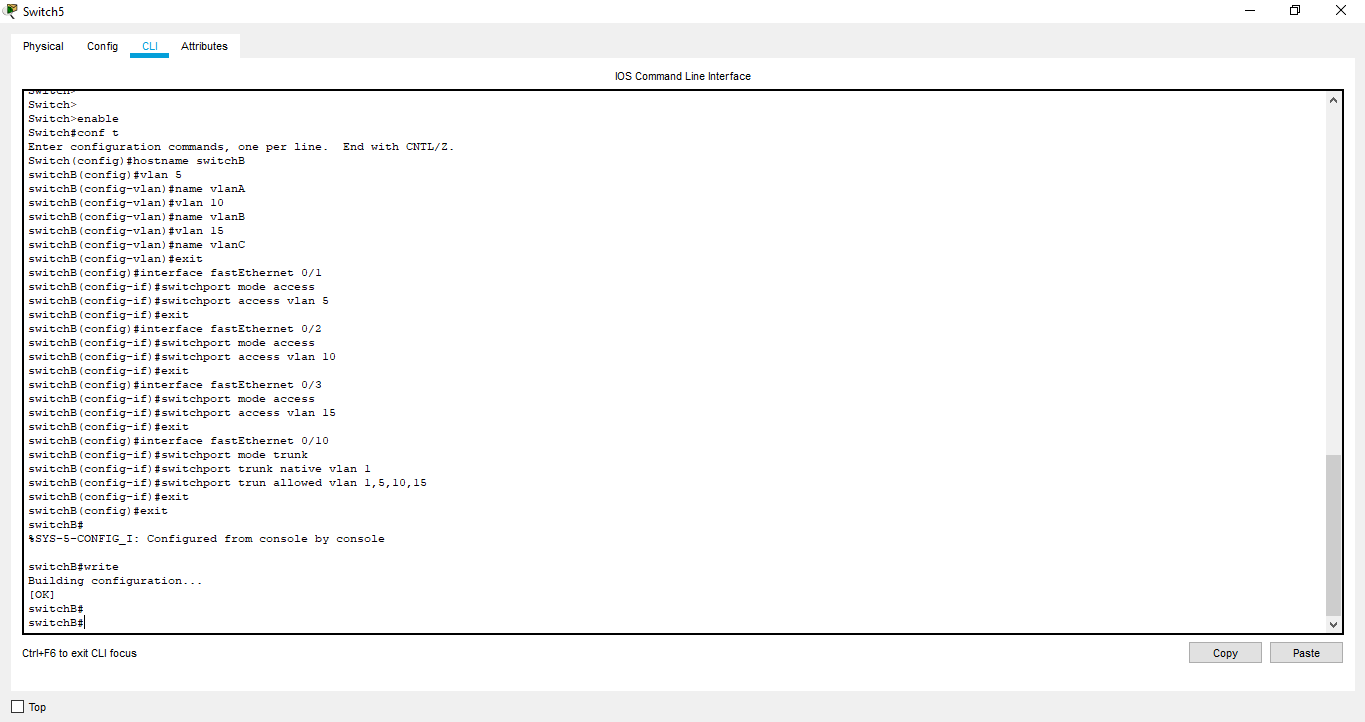 Switch5
Physical Config CLI Attributes
IOS Command Line Interface
Switch>
Switch>
Switch>enable
Switch#conf t
Enter configuration commands, one per line.  End with CNTL/Z.
Switch(config)#hostname switchB
switchB(config)#vlan 5
switchB(config-vlan)#name vlanA
switchB(config-vlan)#vlan 10
switchB(config-vlan)#name vlanB
switchB(config-vlan)#vlan 15
switchB(config-vlan)#name vlanC
switchB(config-vlan)#exit
switchB(config)#interface fastEthernet 0/1
switchB(config-if)#switchport mode access
switchB(config-if)#switchport access vlan 5
switchB(config-if)#exit
switchB(config)#interface fastEthernet 0/2
switchB(config-if)#switchport mode access
switchB(config-if)#switchport access vlan 10
switchB(config-if)#exit
switchB(config)#interface fastEthernet 0/3
switchB(config-if)#switchport mode access
switchB(config-if)#switchport access vlan 15
switchB(config-if)#exit
switchB(config)#interface fastEthernet 0/10
switchB(config-if)#switchport mode trunk
switchB(config-if)#switchport trunk native vlan 1
switchB(config-if)#switchport trun allowed vlan 1,5,10,15
switchB(config-if)#exit
switchB(config)#exit
switchB#
%SYS-5-CONFIG_I: Configured from console by console
switchB#write
Building configuration...
[OK]
switchB#
switchB#
Ctrl+F6 to exit CLI focus
Copy Paste
Top